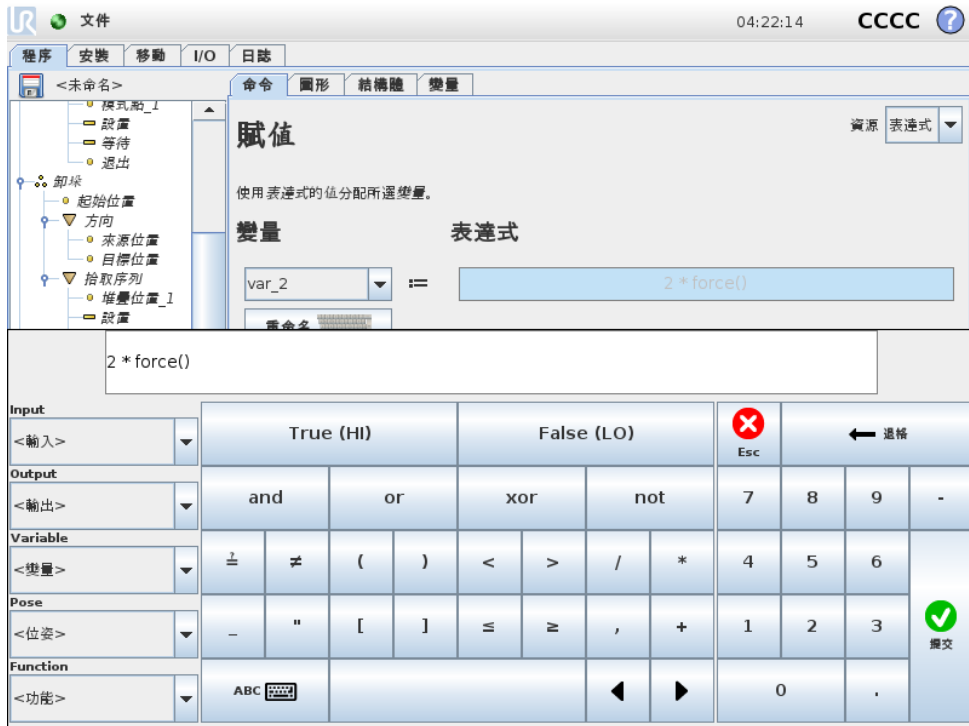 UR 文件 04:22:14 CCCC ?
程序 安裝 移動 I/O 日誌
<未命名> 命令 圖形 結構體 變量
模式點_1
設置
等待
退出
卸垛
起始位置
方向
來源位置
目標位置
拾取序列
堆疊位置_1
設置
賦值
資源 表達式
使用表達式的值分配所選變量。
變量 表達式
var_2 := 2 * force()
重命名
2 * force()
Input
<輸入> True (HI) False (LO) Esc 退格
Output
<輸出> and or xor not 7 8 9 -
Variable
<變量> ≟ ≠ ( ) < > / * 4 5 6
Pose
<位姿> _ " [ ] ≤ ≥ , + 1 2 3 提交
Function
<功能> ABC 0 .